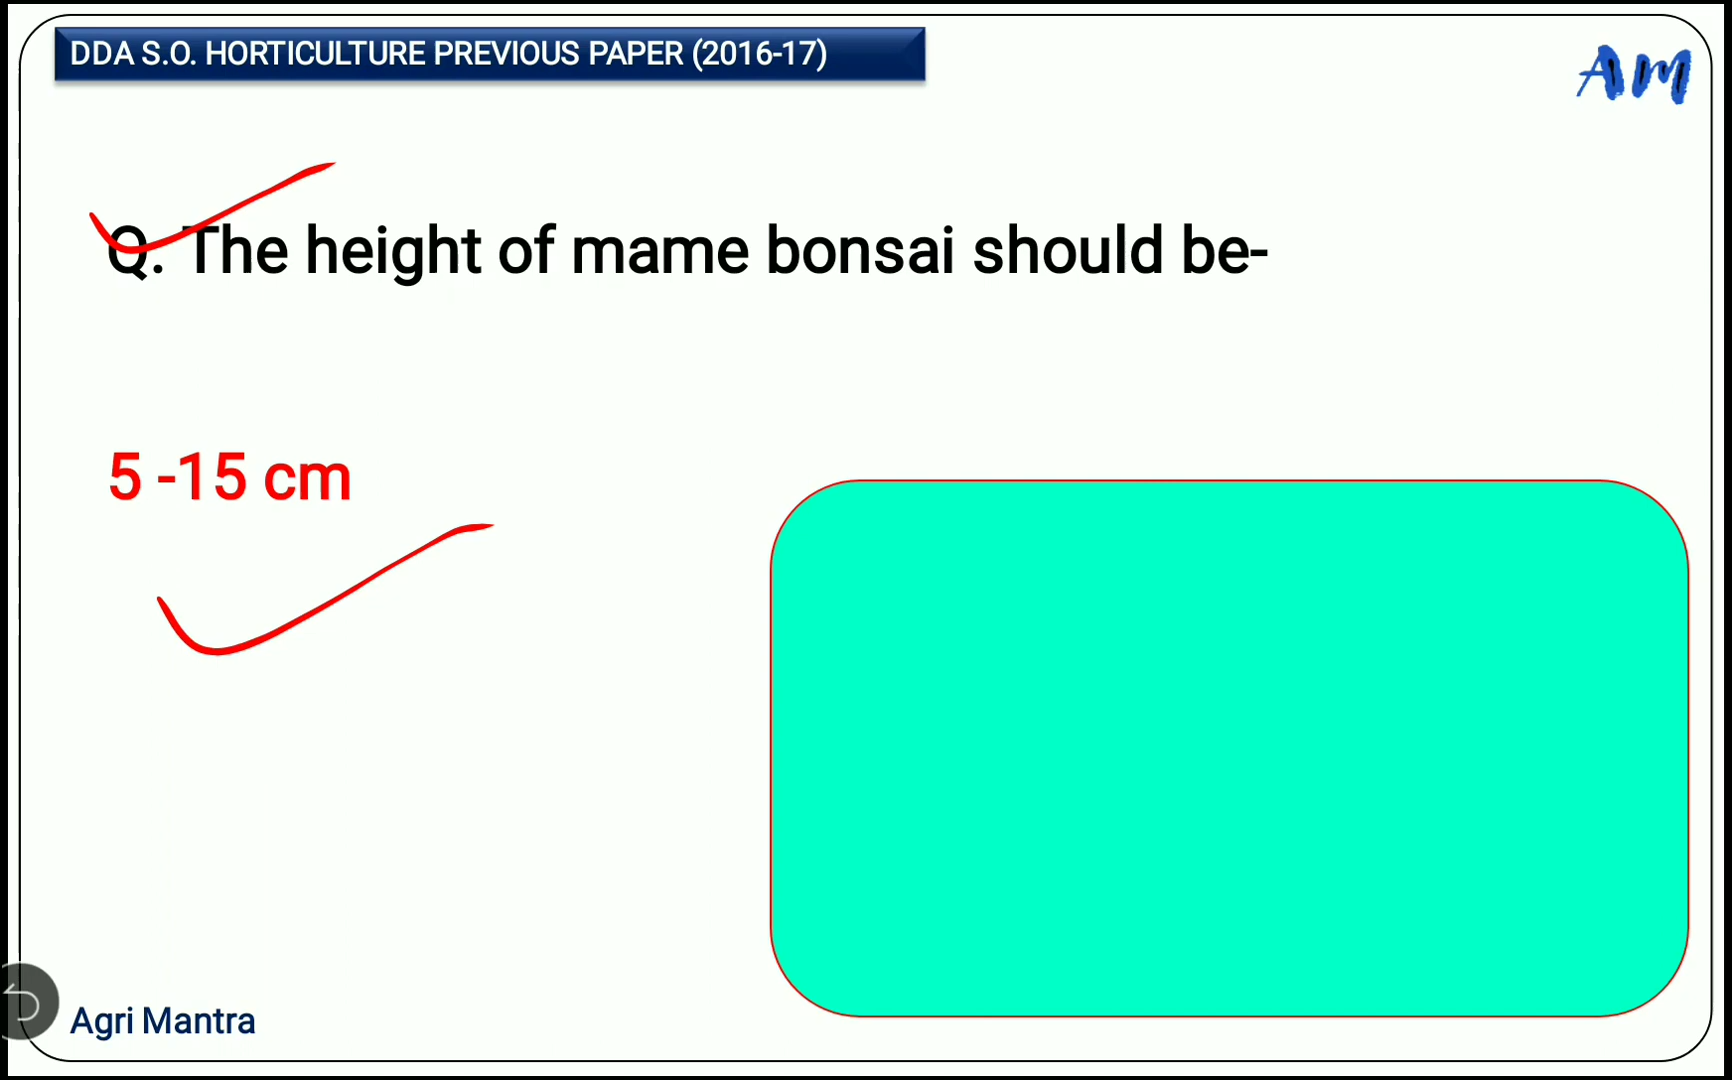 DDA S.O. HORTICULTURE PREVIOUS PAPER (2016-17)
AM
Q. The height of mame bonsai should be-
5 -15 cm
Agri Mantra